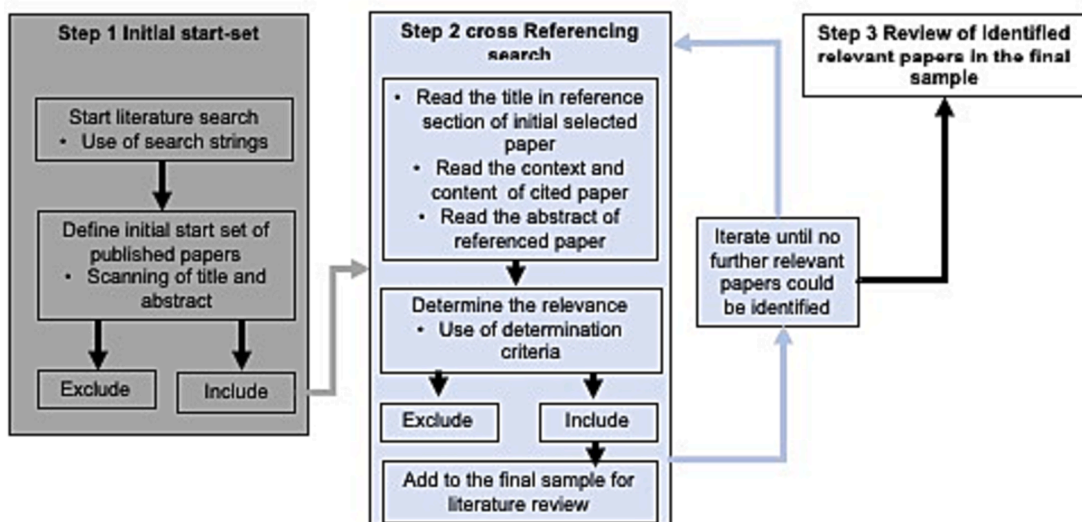 Step 1 Initial start-set
Start literature search
• Use of search strings
Define initial start set of
published papers
• Scanning of title and
abstract
Exclude
Include
Step 2 cross Referencing
search
• Read the title in reference
section of initial selected
paper
• Read the context and
content of cited paper
• Read the abstract of
referenced paper
Determine the relevance
• Use of determination
criteria
Exclude
Include
Add to the final sample for
literature review
Iterate until no
further relevant
papers could
be identified
Step 3 Review of identified
relevant papers in the final
sample